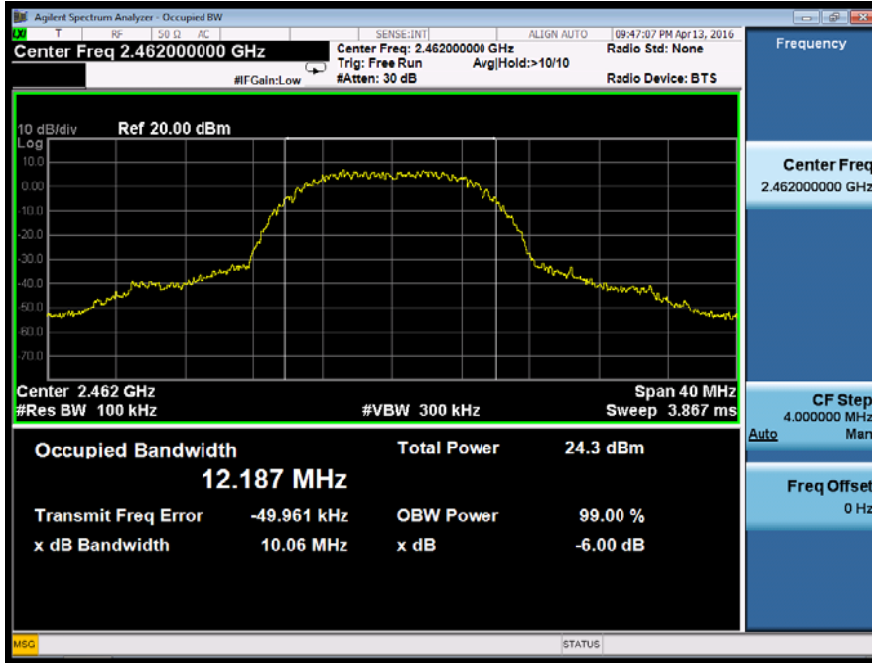 Agilent Spectrum Analyzer - Occupied BW
LXI T RF 50 Ω AC SENSE:INT ALIGN AUTO 09:47:07 PM Apr 13, 2016
Center Freq 2.462000000 GHz
Center Freq: 2.462000000 GHz Radio Std: None
Trig: Free Run Avg|Hold:>10/10
#IFGain:Low #Atten: 30 dB Radio Device: BTS
Frequency
10 dB/div Ref 20.00 dBm
Log
10.0
0.00
-10.0
-20.0
-30.0
-40.0
-50.0
-60.0
-70.0
Center Freq
2.462000000 GHz
Center 2.462 GHz Span 40 MHz
#Res BW 100 kHz #VBW 300 kHz Sweep 3.867 ms
CF Step
4.000000 MHz
Auto Man
Occupied Bandwidth Total Power 24.3 dBm
12.187 MHz
Transmit Freq Error -49.961 kHz OBW Power 99.00 %
x dB Bandwidth 10.06 MHz x dB -6.00 dB
Freq Offset
0 Hz
MSG STATUS